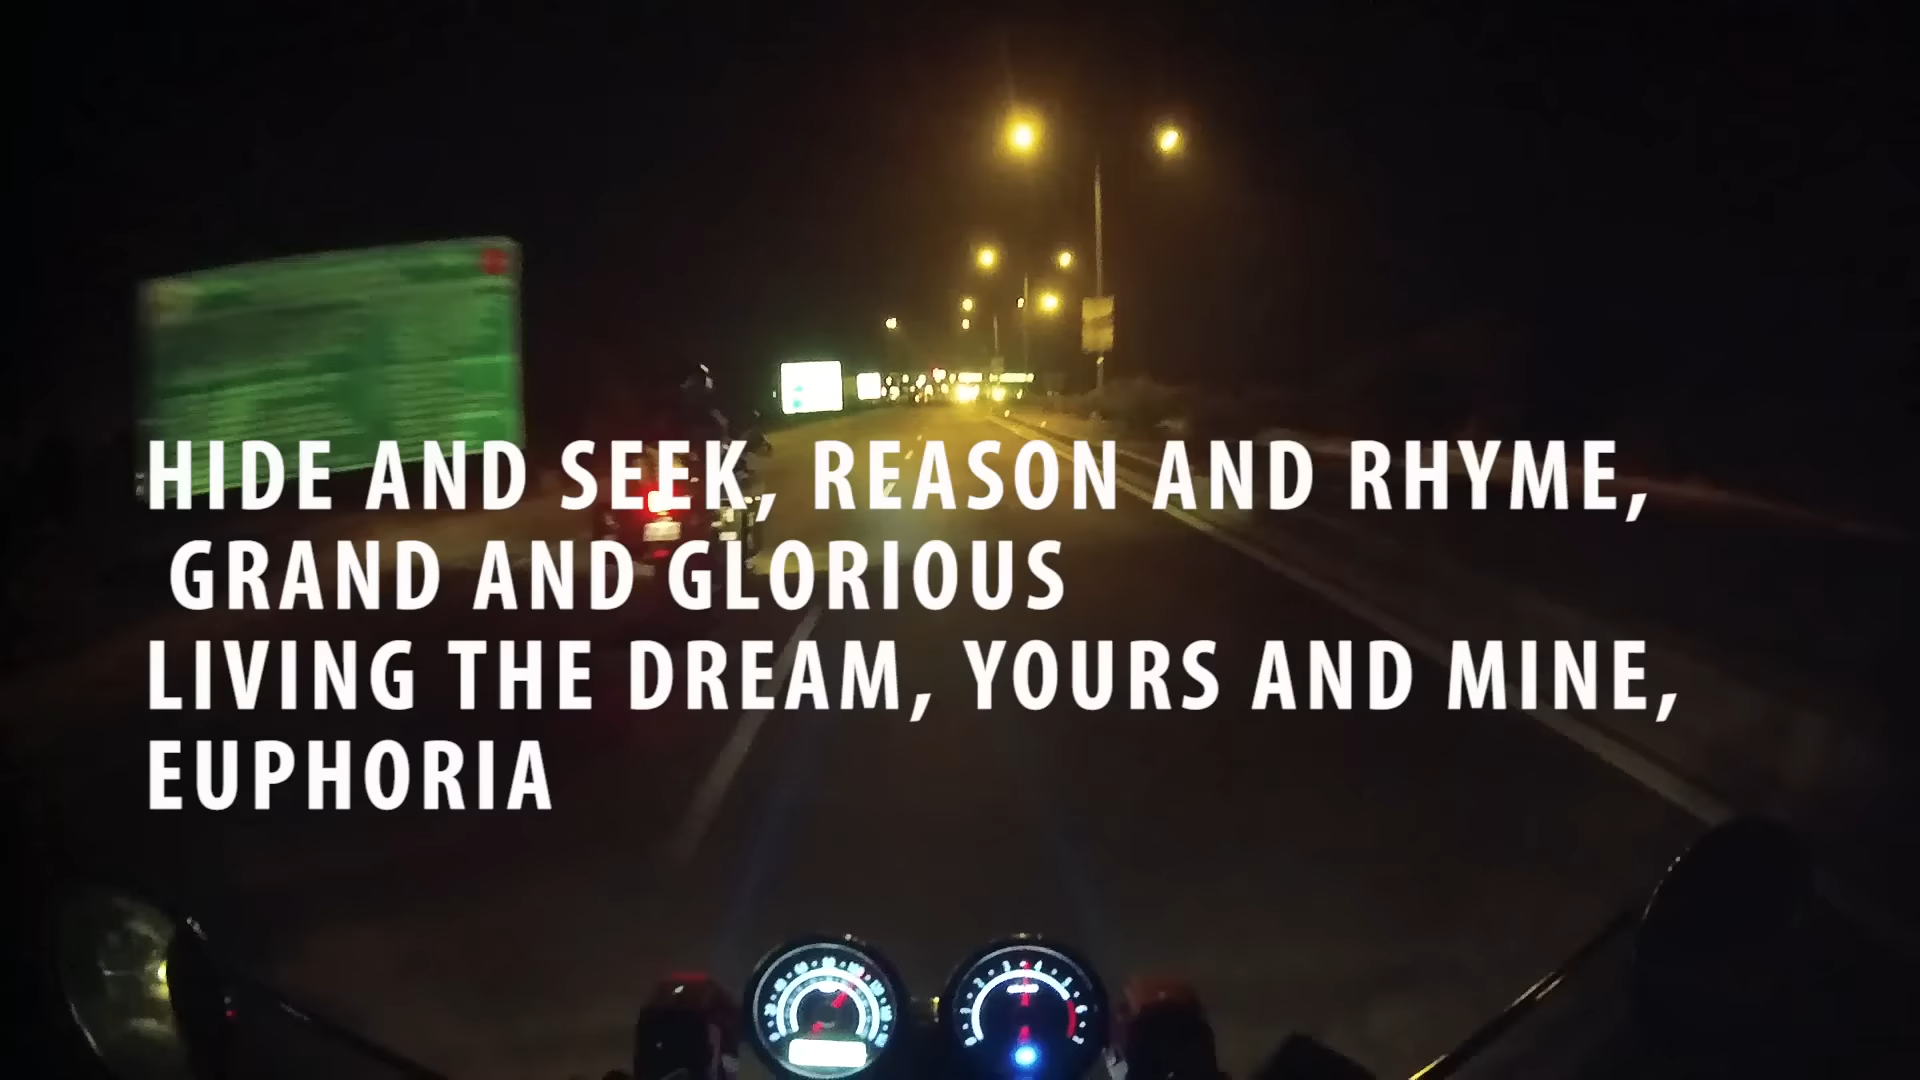 HIDE AND SEEK, REASON AND RHYME,
GRAND AND GLORIOUS
LIVING THE DREAM, YOURS AND MINE,
EUPHORIA